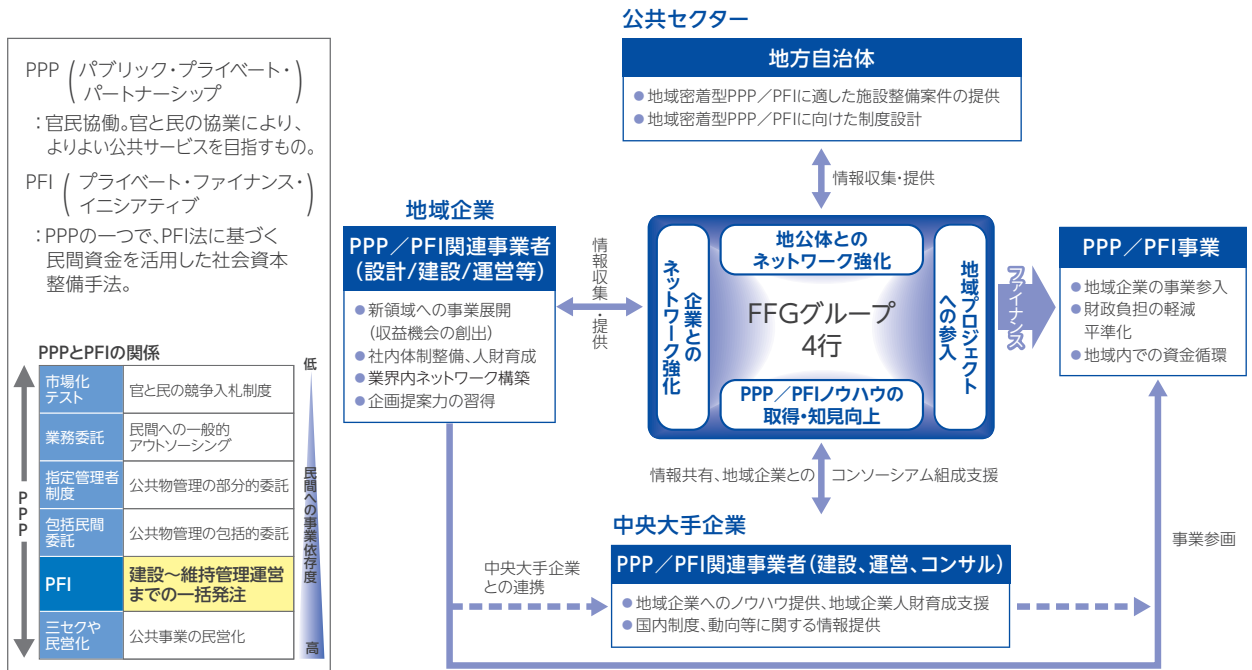 PPP(パブリック・プライベート・
パートナーシップ)
:官民協働。官と民の協業により、
よりよい公共サービスを目指すもの。
PFI(プライベート・ファイナンス・
イニシアティブ)
:PPPの一つで、PFI法に基づく
民間資金を活用した社会資本
整備手法。
PPPとPFIの関係
PPP
市場化
テスト
官と民の競争入札制度
業務委託
民間への一般的
アウトソーシング
指定管理者
制度
公共物管理の部分的委託
包括民間
委託
公共物管理の包括的委託
PFI
建設~維持管理運営
までの一括発注
三セクや
民営化
公共事業の民営化
低
民間への事業依存度
高
公共セクター
地方自治体
●地域密着型PPP/PFIに適した施設整備案件の提供
●地域密着型PPP/PFIに向けた制度設計
情報収集・提供
地域企業
PPP/PFI関連事業者
(設計/建設/運営等)
●新領域への事業展開
(収益機会の創出)
●社内体制整備、人財育成
●業界内ネットワーク構築
●企画提案力の習得
情報収集・提供
企業との
ネットワーク強化
地公体との
ネットワーク強化
FFGグループ
4行
PPP/PFIノウハウの
取得・知見向上
地域プロジェクト
への参入
ファイナンス
PPP/PFI事業
●地域企業の事業参入
●財政負担の軽減
平準化
●地域内での資金循環
情報共有、地域企業との コンソーシアム組成支援
中央大手企業
PPP/PFI関連事業者(建設、運営、コンサル)
●地域企業へのノウハウ提供、地域企業人財育成支援
●国内制度、動向等に関する情報提供
中央大手企業
との連携
事業参画